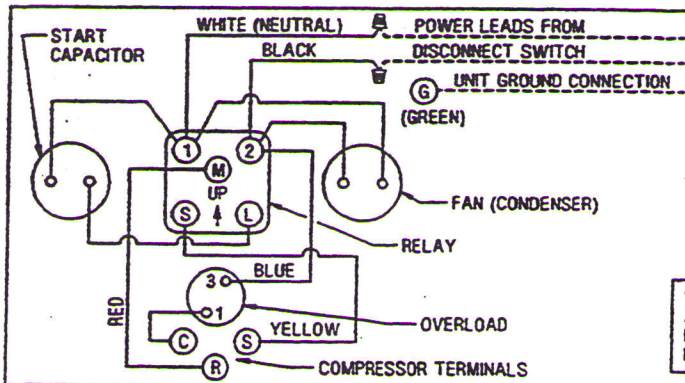 WHITE (NEUTRAL)
POWER LEADS FROM
START
CAPACITOR
BLACK
DISCONNECT SWITCH
G
UNIT GROUND CONNECTION
(GREEN)
1
2
M
UP
S
L
FAN (CONDENSER)
RELAY
BLUE
3
RED
1
OVERLOAD
YELLOW
C
S
R
COMPRESSOR TERMINALS